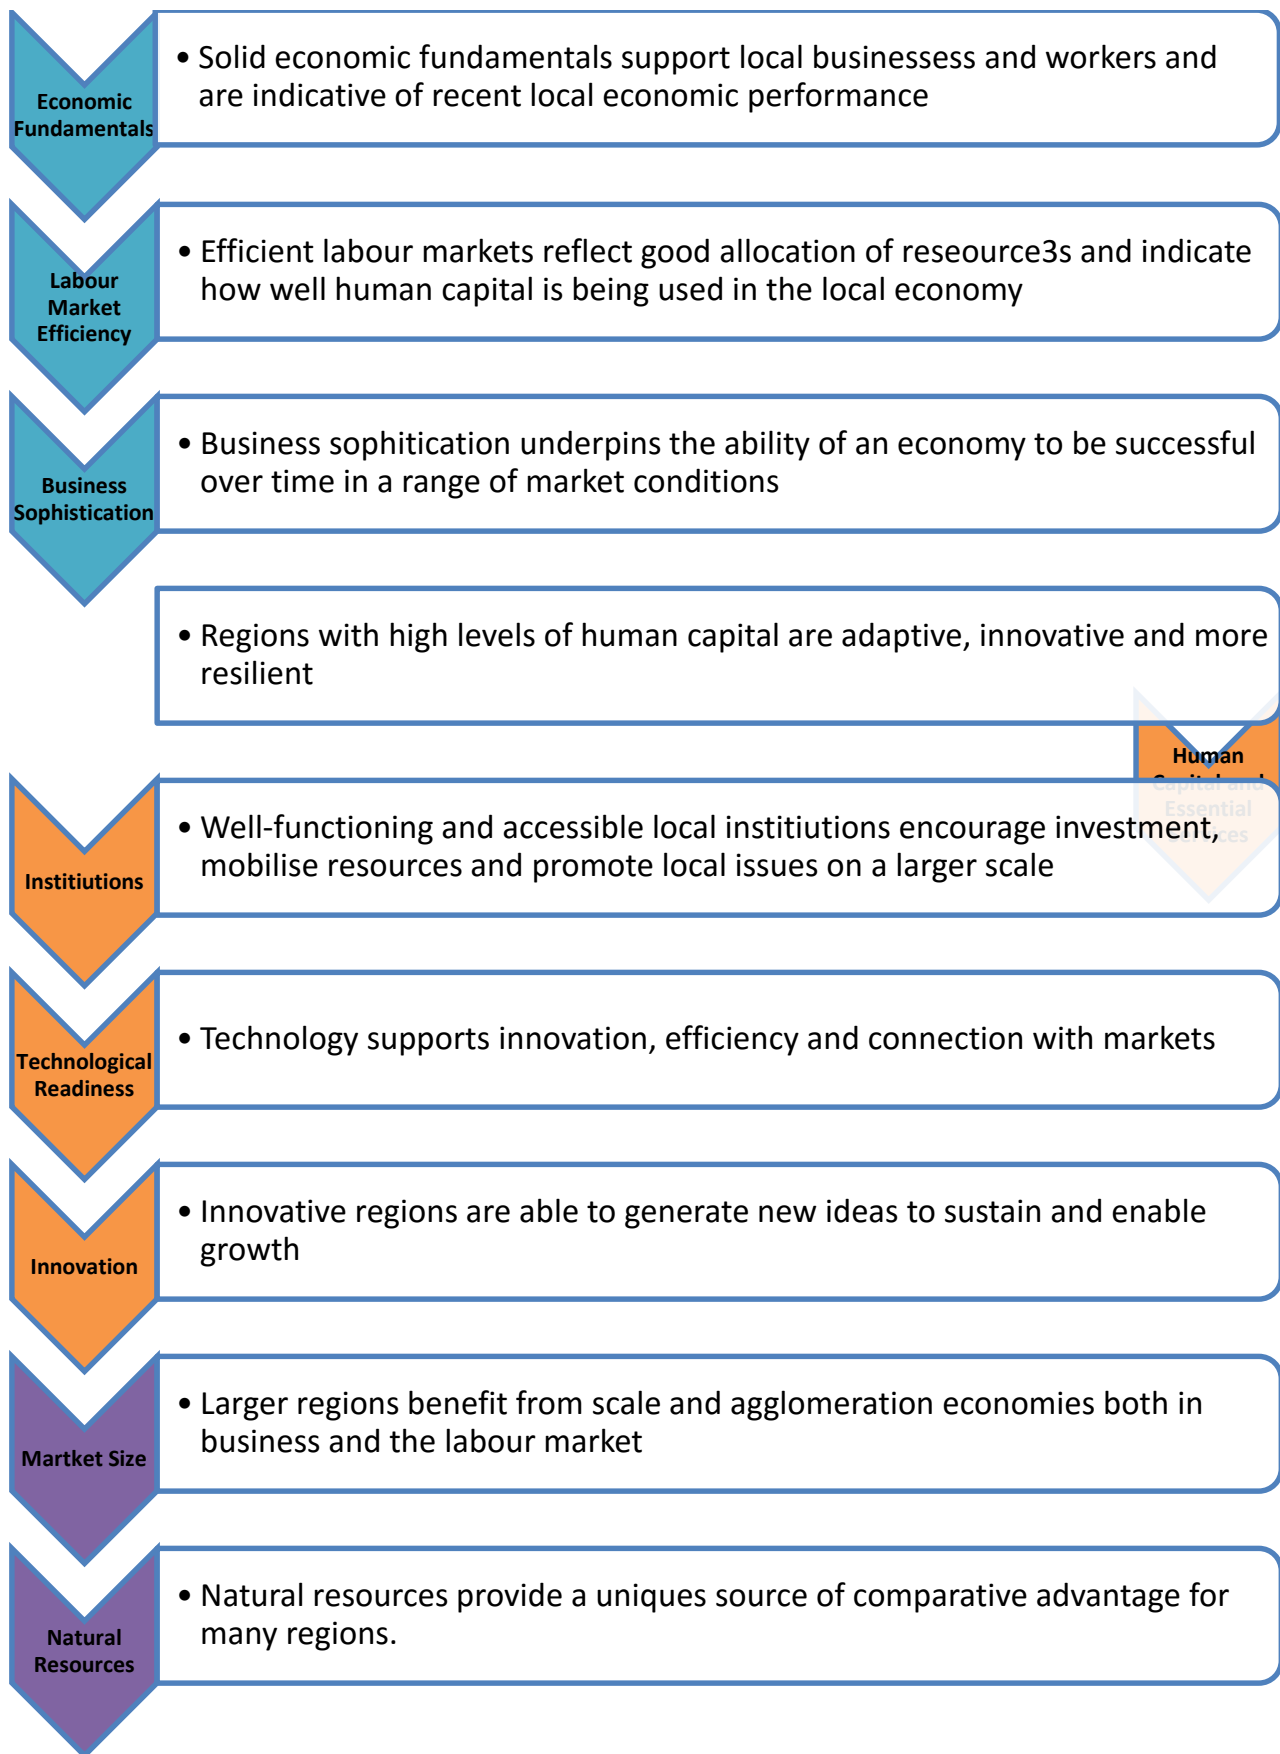 Economic
Fundamentals
• Solid economic fundamentals support local businessess and workers and
are indicative of recent local economic performance
Labour
Market
Efficiency
• Efficient labour markets reflect good allocation of reseource3s and indicate
how well human capital is being used in the local economy
Business
Sophistication
• Business sophitication underpins the ability of an economy to be successful
over time in a range of market conditions
• Regions with high levels of human capital are adaptive, innovative and more
resilient
Human
Capital and
Essential
Services
Institiutions
• Well-functioning and accessible local institiutions encourage investment,
mobilise resources and promote local issues on a larger scale
Technological
Readiness
• Technology supports innovation, efficiency and connection with markets
Innovation
• Innovative regions are able to generate new ideas to sustain and enable
growth
Martket Size
• Larger regions benefit from scale and agglomeration economies both in
business and the labour market
Natural
Resources
• Natural resources provide a uniques source of comparative advantage for
many regions.